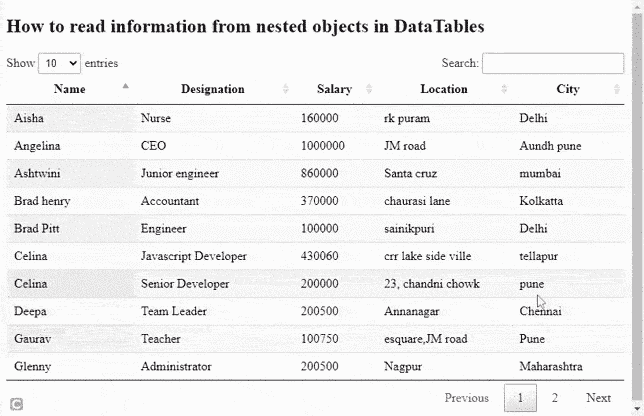 How to read information from nested objects in DataTables
Show 10 entries Search:
Name Designation Salary Location City
Aisha Nurse 160000 rk puram Delhi
Angelina CEO 1000000 JM road Aundh pune
Ashtwini Junior engineer 860000 Santa cruz mumbai
Brad henry Accountant 370000 chaurasi lane Kolkatta
Brad Pitt Engineer 100000 sainikpuri Delhi
Celina Javascript Developer 430060 crr lake side ville tellapur
Celina Senior Developer 200000 23, chandni chowk pune
Deepa Team Leader 200500 Annanagar Chennai
Gaurav Teacher 100750 esquare,JM road Pune
Glenny Administrator 200500 Nagpur Maharashtra
Previous 1 2 Next
C